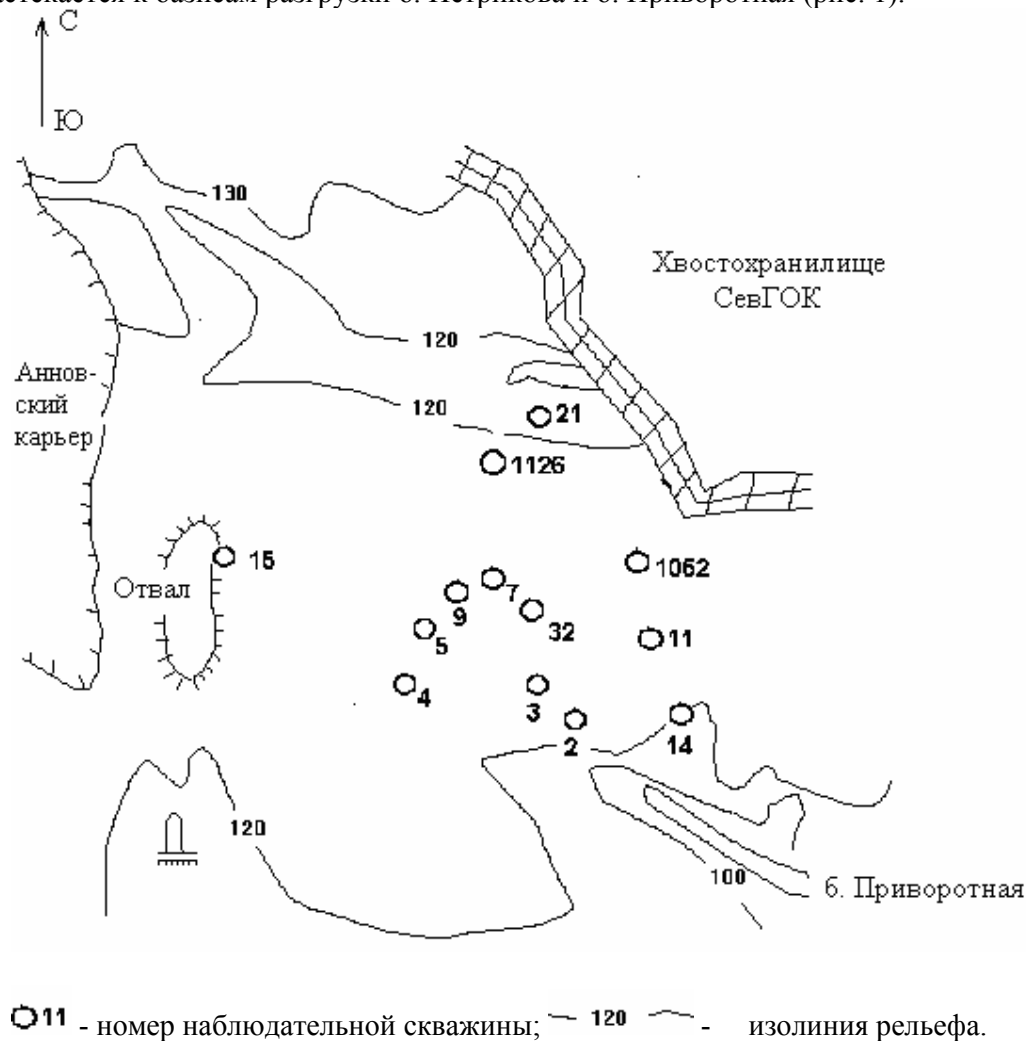 растекается к базисам разгрузки б. Петрикова и б. Приворотная (рис. 1).
С
Ю
130
Хвостохранилище
СевГОК
120
Аннов-
ский
карьер
120
21
1126
15
Отвал
1062
7
9
32
5
11
4
3
2
14
120
100
б. Приворотная
11 - номер наблюдательной скважины; 120 - изолиния рельефа.